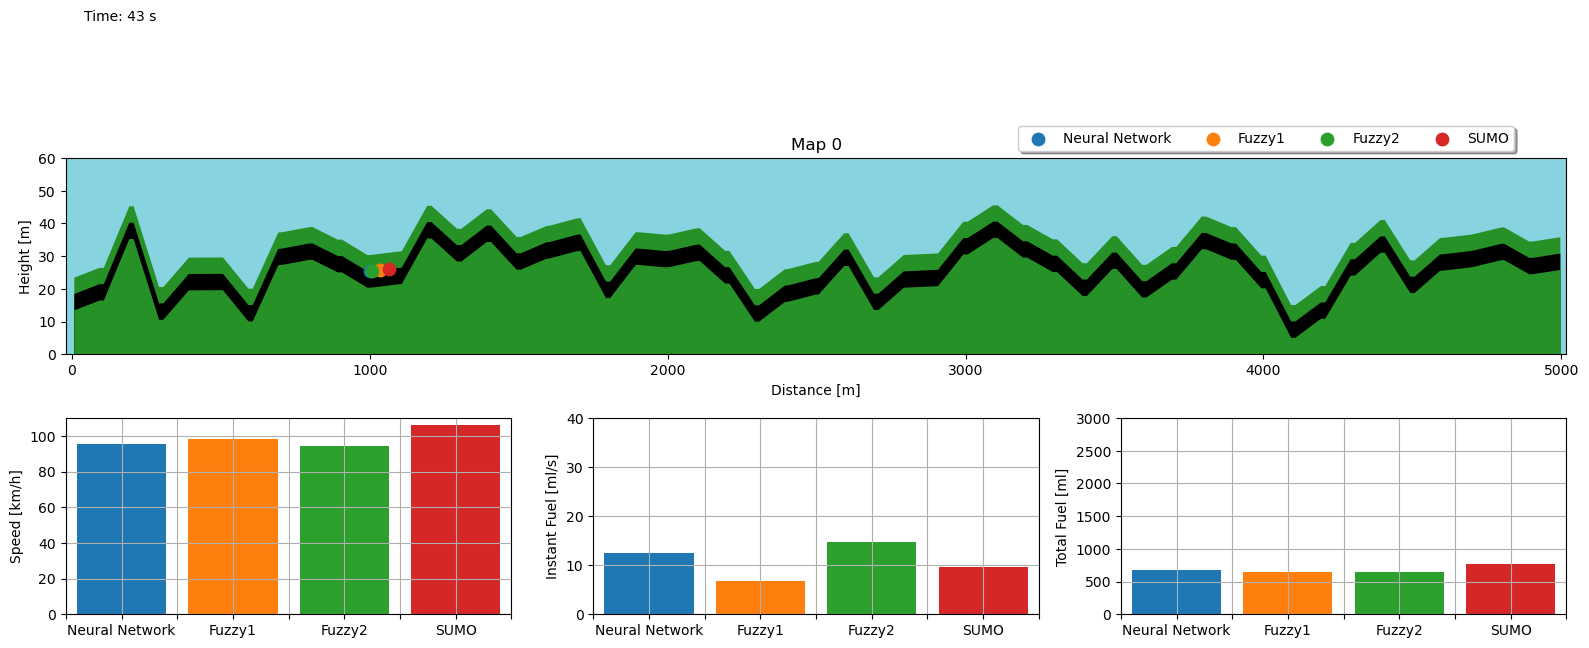 Time: 43 s
Map 0
Neural Network Fuzzy1 Fuzzy2 SUMO
Height [m]
60
50
40
30
20
10
0
0 1000 2000 3000 4000 5000
Distance [m]
Speed [km/h]
100
80
60
40
20
0
Neural Network Fuzzy1 Fuzzy2 SUMO
Instant Fuel [ml/s]
40
30
20
10
0
Neural Network Fuzzy1 Fuzzy2 SUMO
Total Fuel [ml]
3000
2500
2000
1500
1000
500
0
Neural Network Fuzzy1 Fuzzy2 SUMO